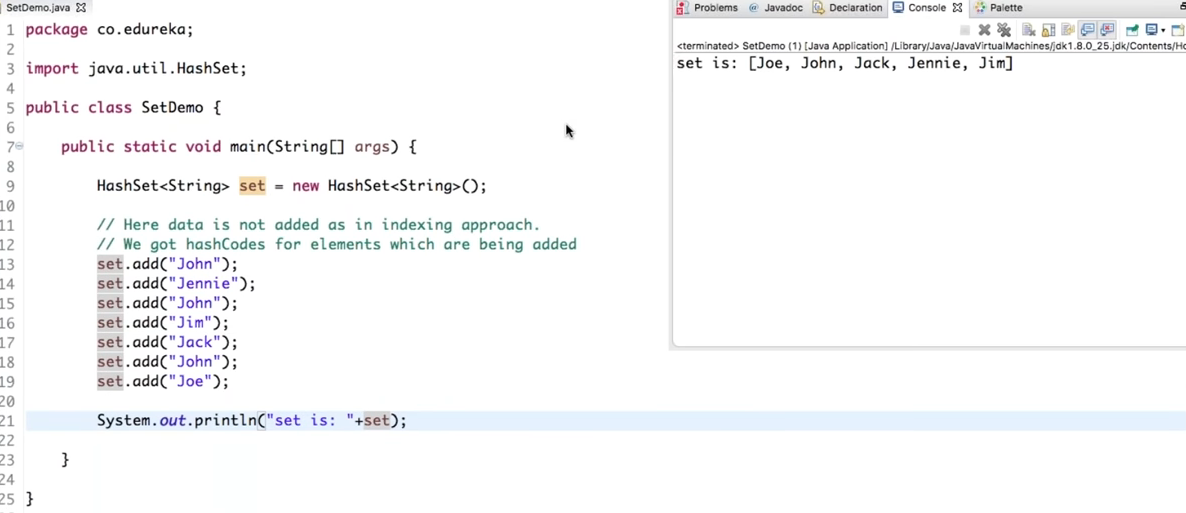 SetDemo.java
1 package co.edureka;
2
3 import java.util.HashSet;
4
5 public class SetDemo {
6
7 public static void main(String[] args) {
8
9 HashSet<String> set = new HashSet<String>();
10
11 // Here data is not added as in indexing approach.
12 // We got hashCodes for elements which are being added
13 set.add("John");
14 set.add("Jennie");
15 set.add("John");
16 set.add("Jim");
17 set.add("Jack");
18 set.add("John");
19 set.add("Joe");
20
21 System.out.println("set is: "+set);
22
23 }
24
25 }
Problems Javadoc Declaration Console Palette
<terminated> SetDemo (1) [Java Application] /Library/Java/JavaVirtualMachines/jdk1.8.0_25.jdk/Contents/Ho
set is: [Joe, John, Jack, Jennie, Jim]